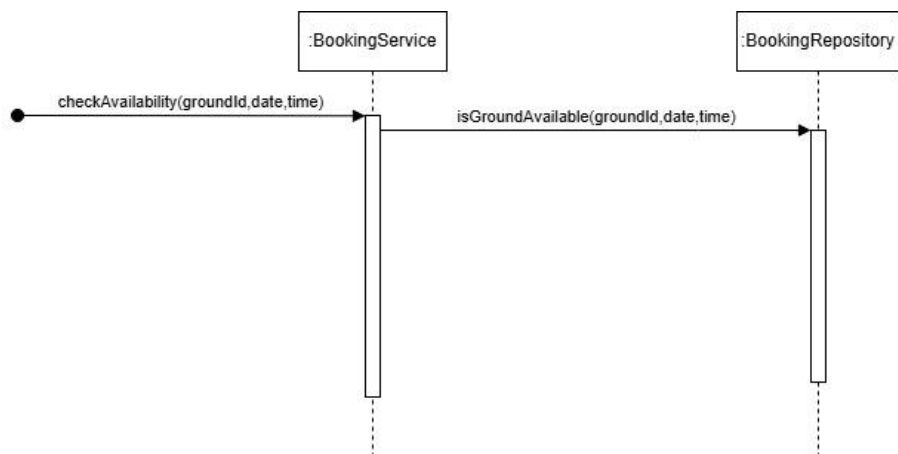 :BookingService
:BookingRepository
checkAvailability(groundId,date,time)
isGroundAvailable(groundId,date,time)